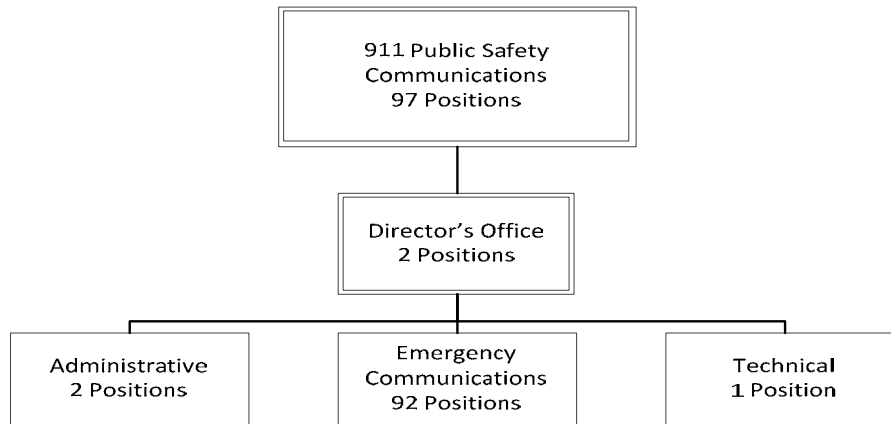 911 Public Safety
Communications
97 Positions
Director's Office
2 Positions
Administrative
2 Positions
Emergency
Communications
92 Positions
Technical
1 Position